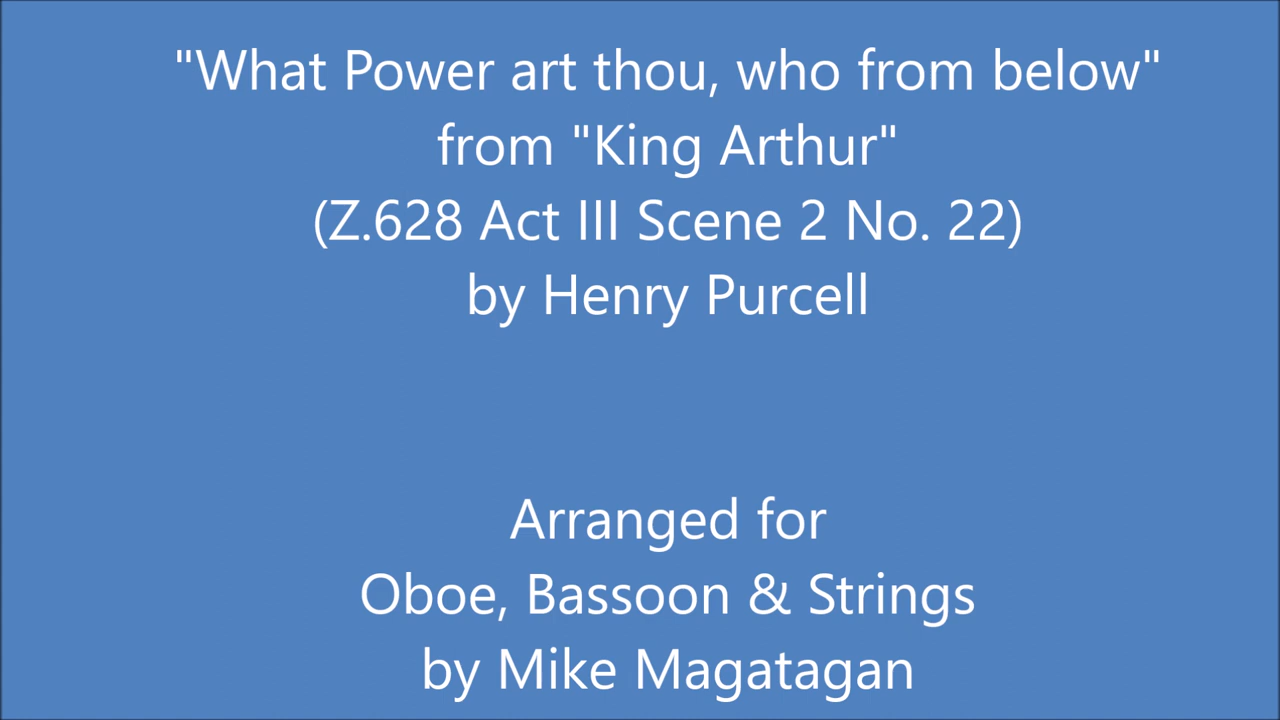 "What Power art thou, who from below"
from "King Arthur"
(Z.628 Act III Scene 2 No. 22)
by Henry Purcell
Arranged for
Oboe, Bassoon & Strings
by Mike Magatagan